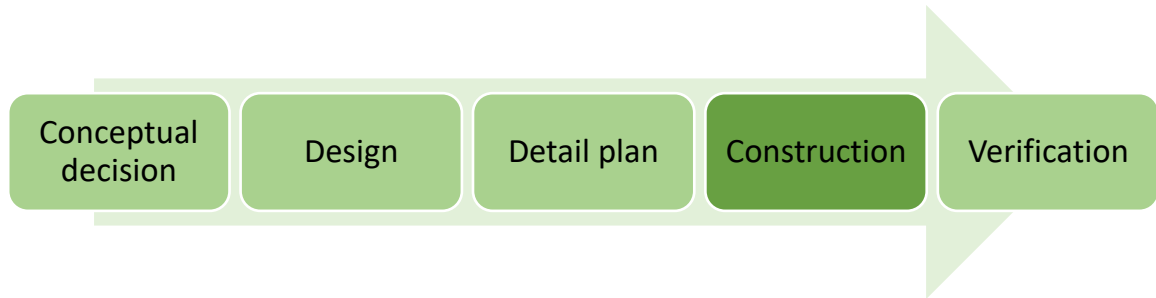 Conceptual
decision
Design
Detail plan
Construction
Verification